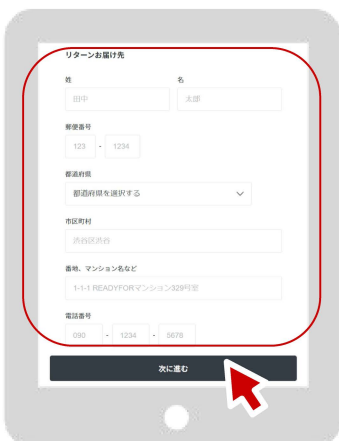 リターンお届け先
姓 名
田中 太郎
郵便番号
123 - 1234
都道府県
都道府県を選択する
市区町村
渋谷区渋谷
番地、マンション名など
1-1-1 READYFORマンション329号室
電話番号
090 - 1234 - 5678
次に進む